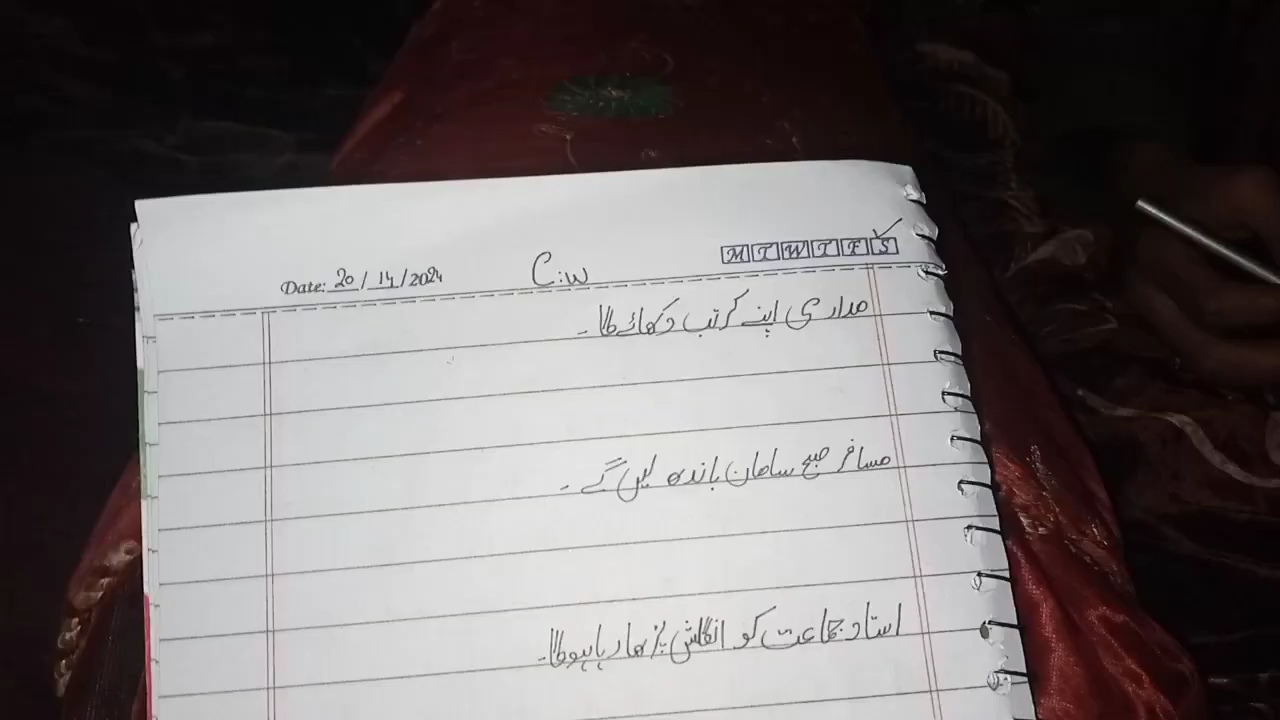 M T W T F S
Date: 20/14/2024
C.w
مداری اپنے کرتب دکھائے گا۔
مسافر صبح سامان باندھ لیں گے۔
استاد جماعت کو انگلش پڑھا رہا ہوگا۔